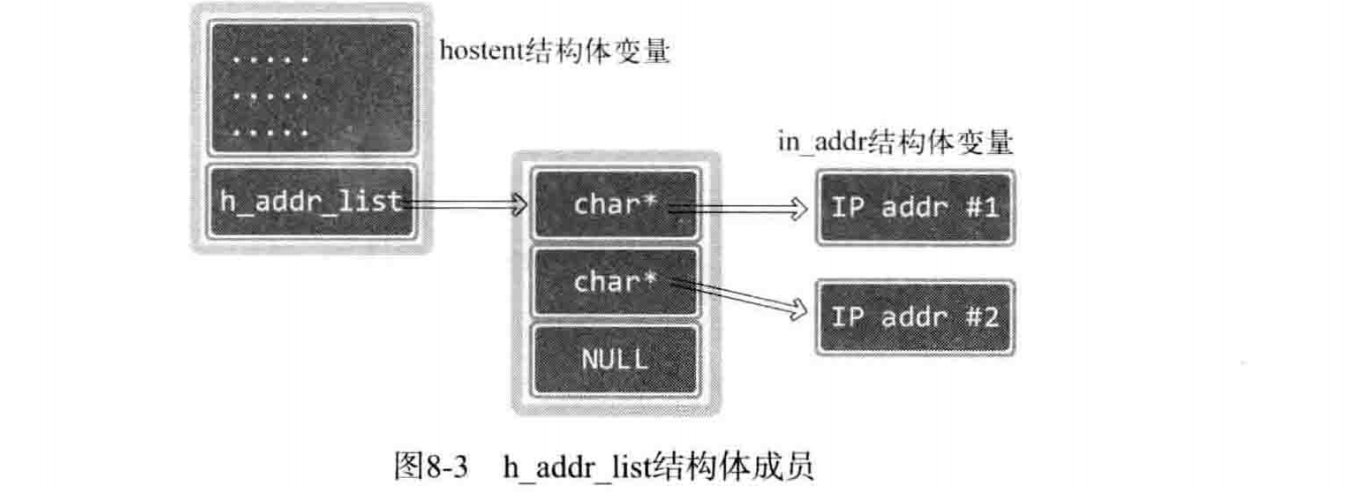 .....
hostent结构体变量
.....
.....
in_addr结构体变量
h_addr_list
char*
IP addr #1
char*
IP addr #2
NULL
图8-3 h_addr_list结构体成员